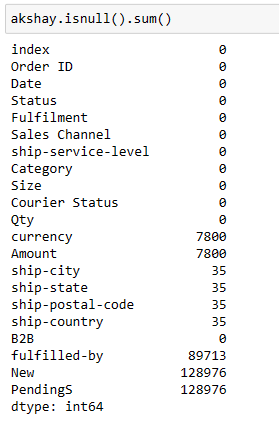 akshay.isnull().sum()
index 0
Order ID 0
Date 0
Status 0
Fulfilment 0
Sales Channel 0
ship-service-level 0
Category 0
Size 0
Courier Status 0
Qty 0
currency 7800
Amount 7800
ship-city 35
ship-state 35
ship-postal-code 35
ship-country 35
B2B 0
fulfilled-by 89713
New 128976
PendingS 128976
dtype: int64